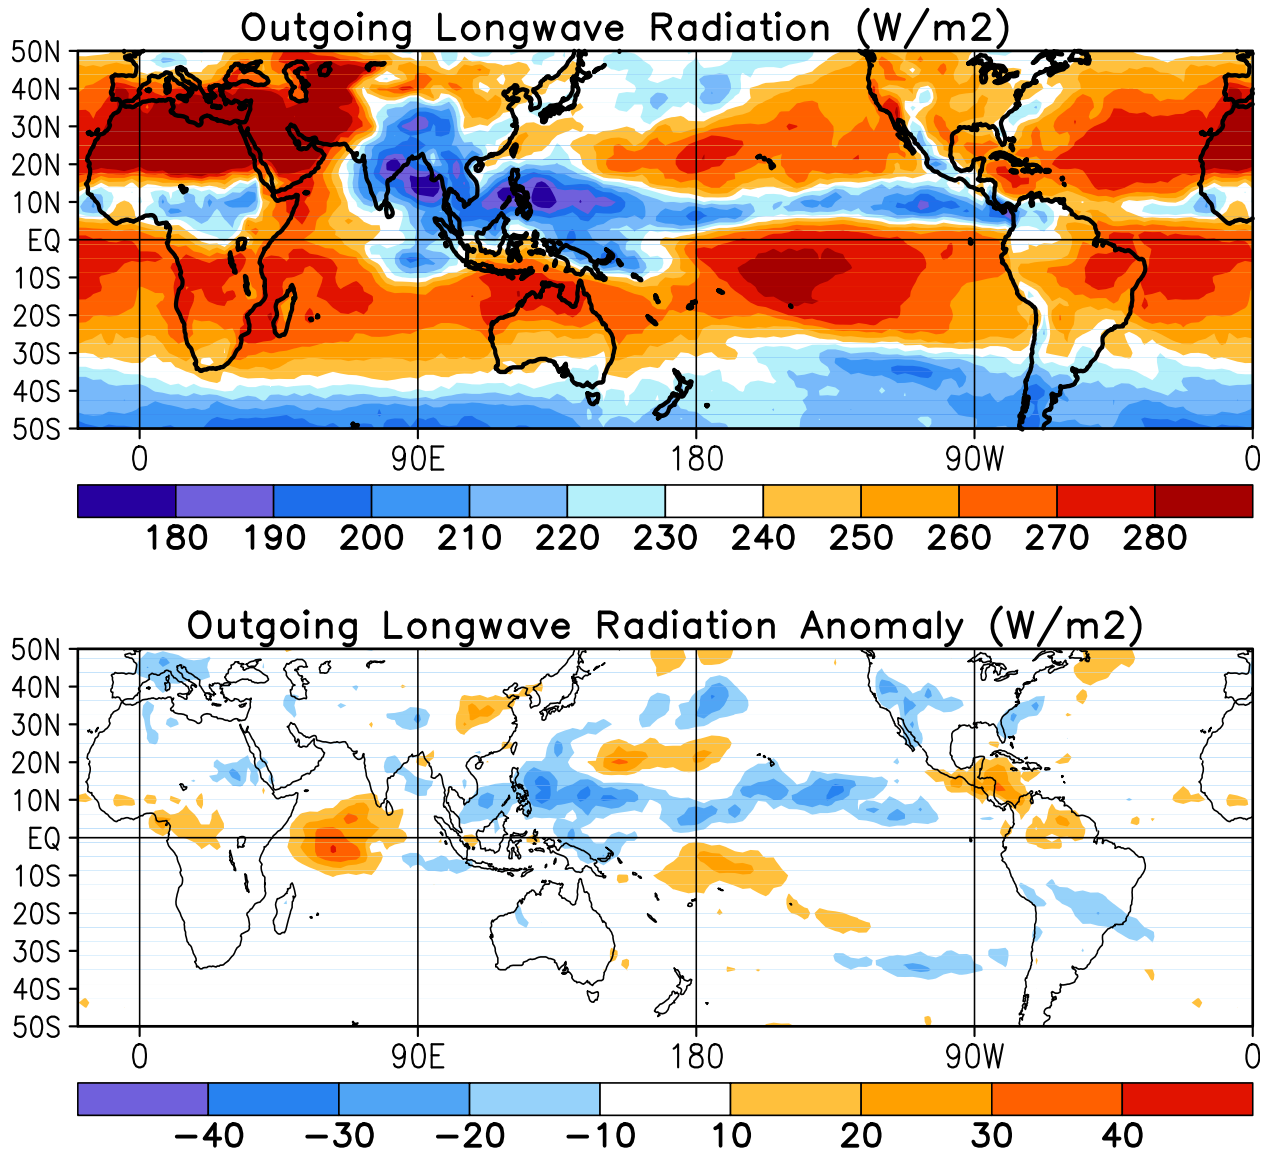 Outgoing Longwave Radiation (W/m2)
50N
40N
30N
20N
10N
EQ
10S
20S
30S
40S
50S
0 90E 180 90W 0
180 190 200 210 220 230 240 250 260 270 280
Outgoing Longwave Radiation Anomaly (W/m2)
50N
40N
30N
20N
10N
EQ
10S
20S
30S
40S
50S
0 90E 180 90W 0
−40 −30 −20 −10 10 20 30 40